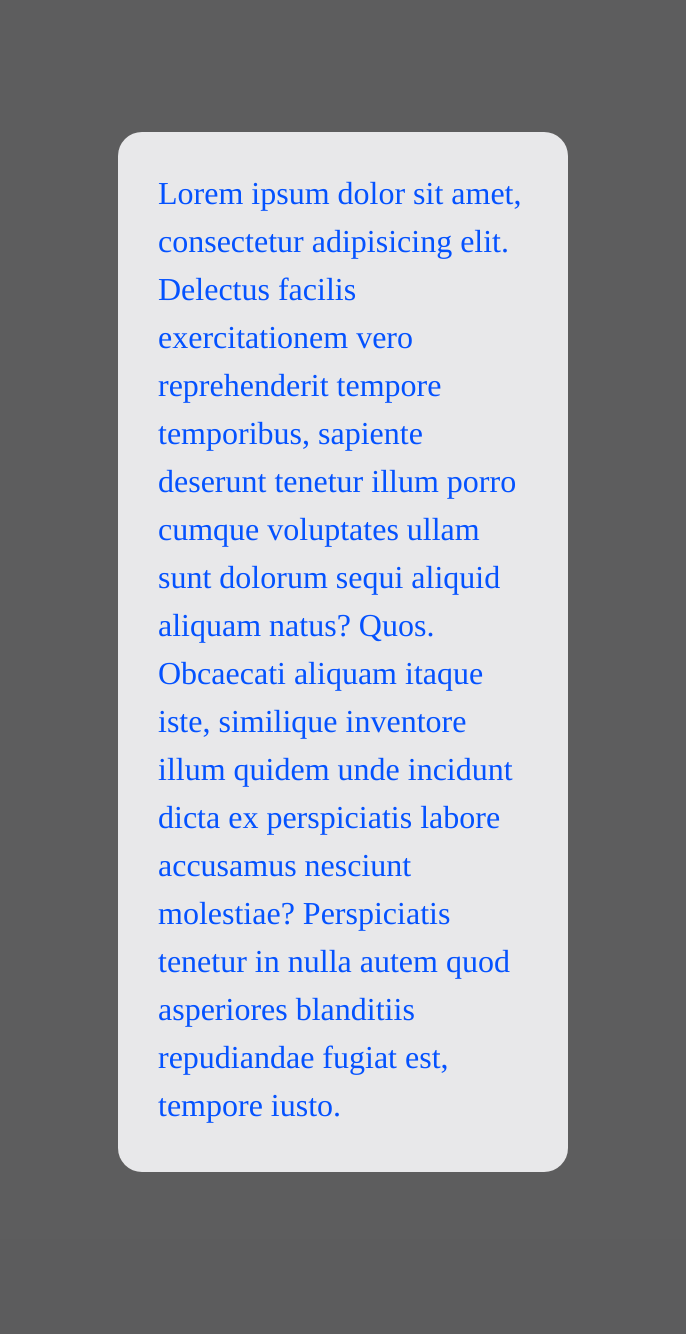 Lorem ipsum dolor sit amet,
consectetur adipisicing elit.
Delectus facilis
exercitationem vero
reprehenderit tempore
temporibus, sapiente
deserunt tenetur illum porro
cumque voluptates ullam
sunt dolorum sequi aliquid
aliquam natus? Quos.
Obcaecati aliquam itaque
iste, similique inventore
illum quidem unde incidunt
dicta ex perspiciatis labore
accusamus nesciunt
molestiae? Perspiciatis
tenetur in nulla autem quod
asperiores blanditiis
repudiandae fugiat est,
tempore iusto.